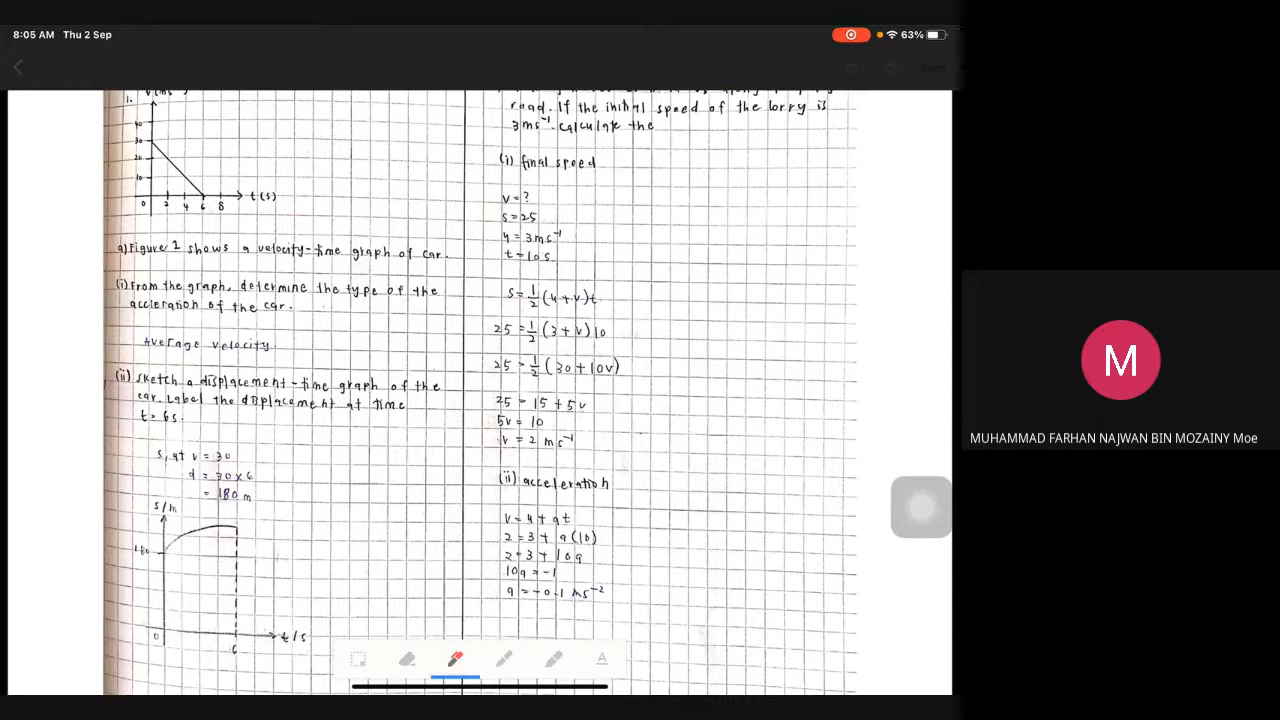 8:05 AM Thu 2 Sep
63%
1.
40
30
20
10
0 2 4 6 8
t (s)
a) Figure 1 shows a velocity-time graph of car.
(i) From the graph, determine the type of the
accleration of the car.
Average velocity.
(ii) sketch a displacement-time graph of the
car. Label the displacement at time
t = 6s.
s, at v = 30
d = 30 x 6
= 180 m
s/m
180
0
6
t/s
road. If the initial speed of the lorry is
3ms⁻¹. calculate the
(i) final speed
v = ?
s = 25
u = 3ms⁻¹
t = 10s
s = 1/2 (u + v) t
25 = 1/2 (3 + v) 10
25 = 1/2 (30 + 10v)
25 = 15 + 5v
5v = 10
v = 2 ms⁻¹
(ii) acceleration
v = u + at
2 = 3 + a (10)
2 = 3 + 10a
10a = -1
a = -0.1 ms⁻²
A
M
MUHAMMAD FARHAN NAJWAN BIN MOZAINY Moe